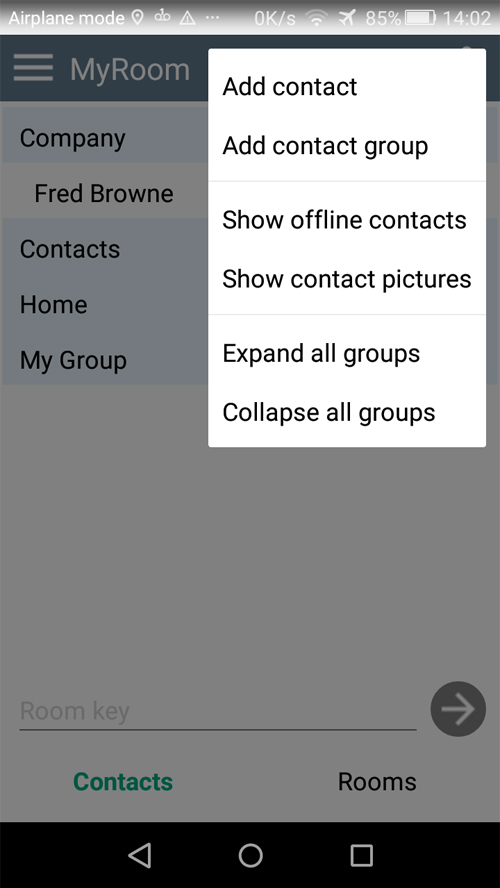 Airplane mode ... 0K/s 85% 14:02
MyRoom
Add contact
Add contact group
Show offline contacts
Show contact pictures
Expand all groups
Collapse all groups
Company
Fred Browne
Contacts
Home
My Group
Room key
Contacts Rooms